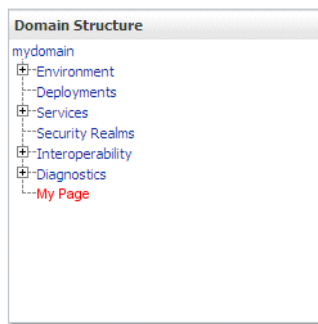 Domain Structure
mydomain
Environment
Deployments
Services
Security Realms
Interoperability
Diagnostics
My Page